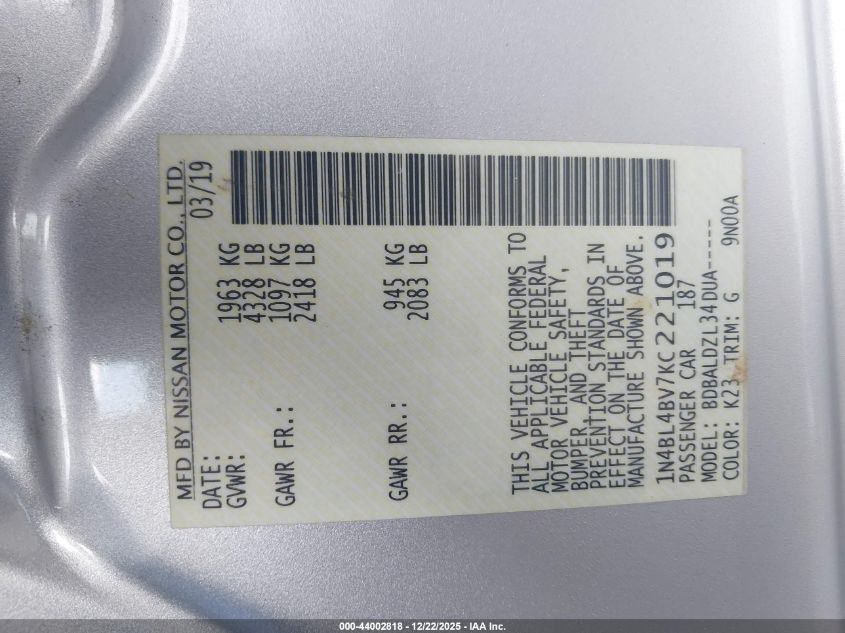 MFD BY NISSAN MOTOR CO., LTD.
DATE: 03/19
GVWR: 1963 KG
4328 LB
GAWR FR.: 1097 KG
2418 LB
GAWR RR.: 945 KG
2083 LB
THIS VEHICLE CONFORMS TO
ALL APPLICABLE FEDERAL
MOTOR VEHICLE SAFETY,
BUMPER, AND THEFT
PREVENTION STANDARDS IN
EFFECT ON THE DATE OF
MANUFACTURE SHOWN ABOVE.
1N4BL4BV7KC221019
PASSENGER CAR 187
MODEL: BDBALDZL34DUA-----
COLOR: K23 TRIM: G 9N00A
000-44002818 - 12/22/2025 - IAA Inc.